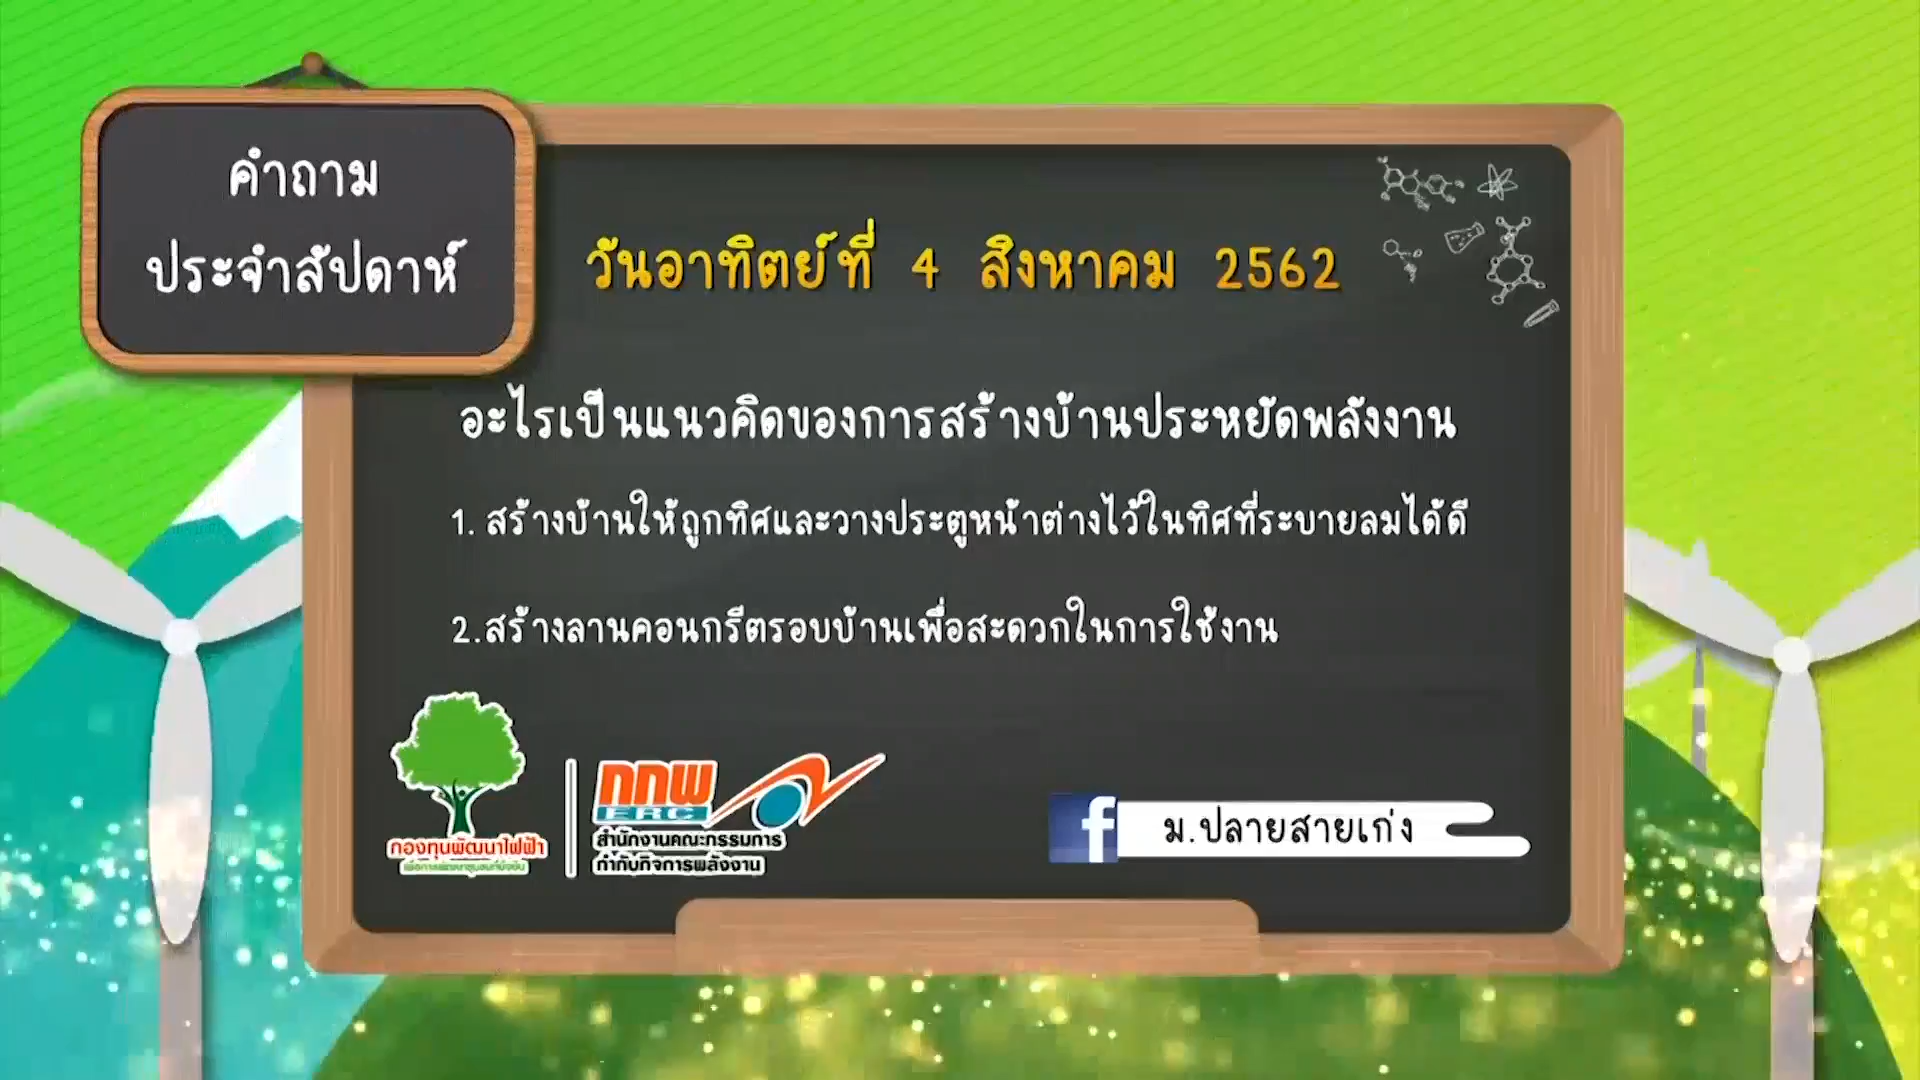 คำถาม
ประจำสัปดาห์
วันอาทิตย์ที่ 4 สิงหาคม 2562
อะไรเป็นแนวคิดของการสร้างบ้านประหยัดพลังงาน
1. สร้างบ้านให้ถูกทิศและวางประตูหน้าต่างไว้ในทิศที่ระบายลมได้ดี
2.สร้างลานคอนกรีตรอบบ้านเพื่อสะดวกในการใช้งาน
กองทุนพัฒนาไฟฟ้า
กกพ
ERC
สำนักงานคณะกรรมการ
กำกับกิจการพลังงาน
f ม.ปลายสายเก่ง